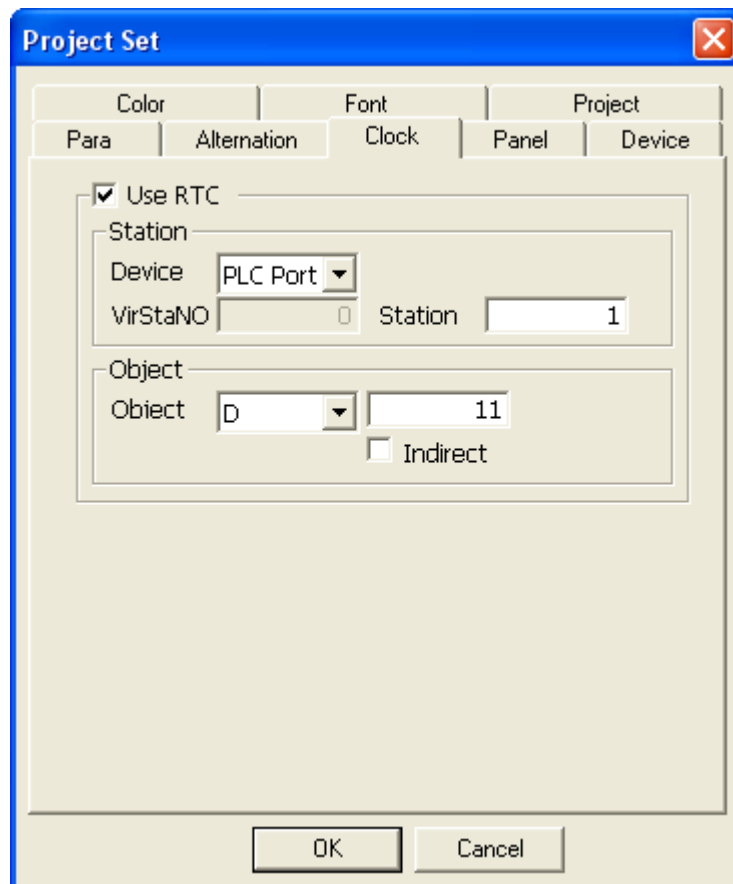 Project Set
Color Font Project
Para Alternation Clock Panel Device
Use RTC
Station
Device PLC Port
VirStaNO 0 Station 1
Object
Obiect D 11
Indirect
OK Cancel